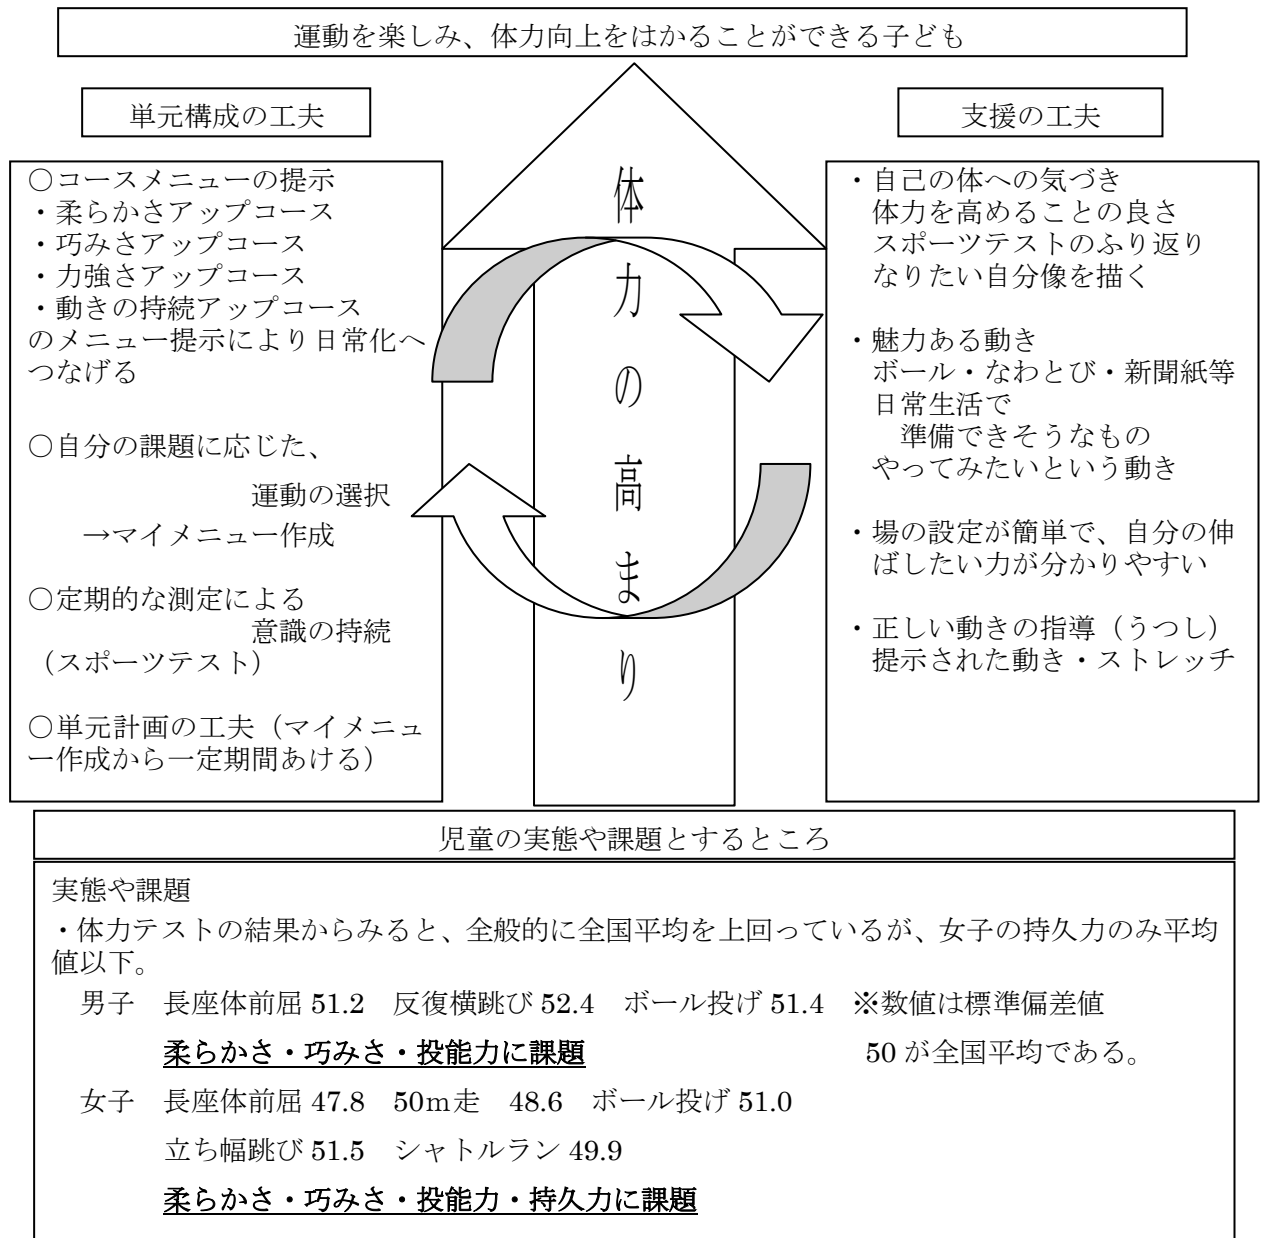 運動を楽しみ、体力向上をはかることができる子ども
単元構成の工夫
○コースメニューの提示
・柔らかさアップコース
・巧みさアップコース
・力強さアップコース
・動きの持続アップコース
のメニュー提示により日常化へ
つなげる
○自分の課題に応じた、
運動の選択
→マイメニュー作成
○定期的な測定による
意識の持続
（スポーツテスト）
○単元計画の工夫（マイメニュ
ー作成から一定期間あける）
体力の高まり
支援の工夫
・自己の体への気づき
体力を高めることの良さ
スポーツテストのふり返り
なりたい自分像を描く
・魅力ある動き
ボール・なわとび・新聞紙等
日常生活で
準備できそうなもの
やってみたいという動き
・場の設定が簡単で、自分の伸
ばしたい力が分かりやすい
・正しい動きの指導（うつし）
提示された動き・ストレッチ
児童の実態や課題とするところ
実態や課題
・体力テストの結果からみると、全般的に全国平均を上回っているが、女子の持久力のみ平均
値以下。
男子　長座体前屈 51.2　反復横跳び 52.4　ボール投げ 51.4　※数値は標準偏差値
柔らかさ・巧みさ・投能力に課題　50 が全国平均である。
女子　長座体前屈 47.8　50ｍ走　48.6　ボール投げ 51.0
立ち幅跳び 51.5　シャトルラン 49.9
柔らかさ・巧みさ・投能力・持久力に課題